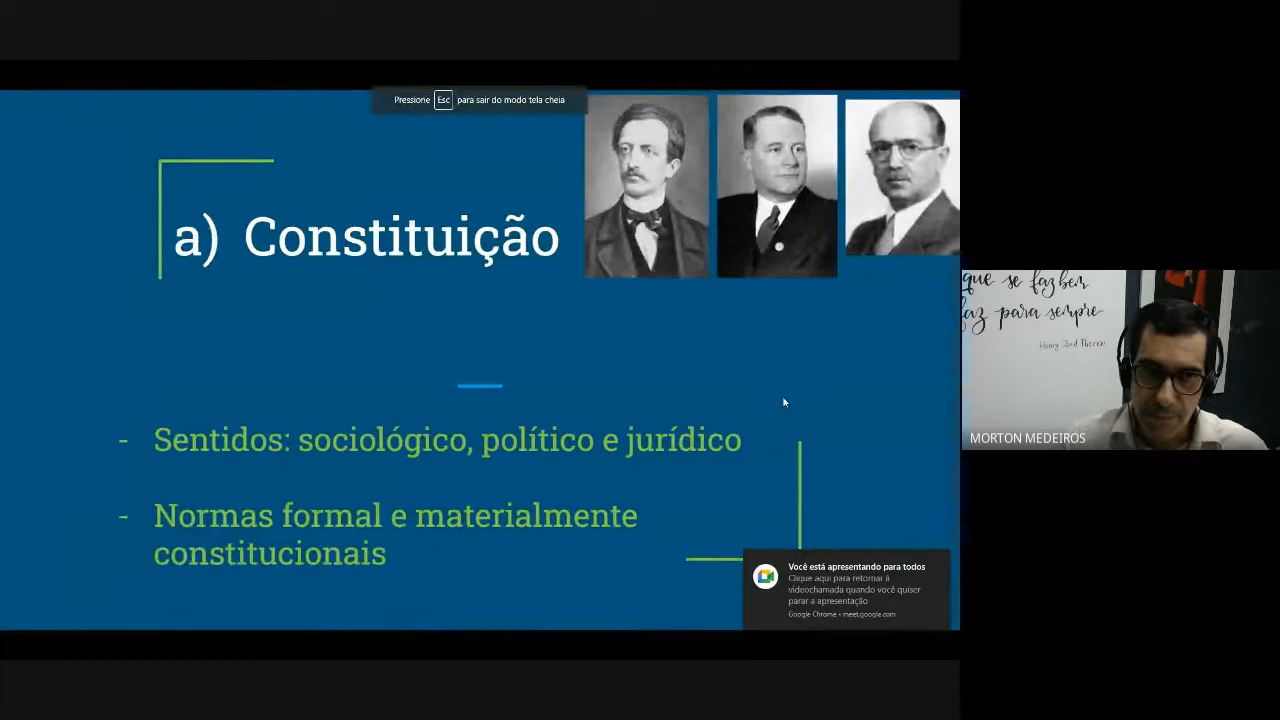 Pressione Esc para sair do modo tela cheia
a) Constituição
- Sentidos: sociológico, político e jurídico
- Normas formal e materialmente
constitucionais
Você está apresentando para todos
Clique aqui para retornar à
videochamada quando você quiser
parar a apresentação
Google Chrome • meet.google.com
que se faz bem
faz para sempre
Henry
MORTON MEDEIROS